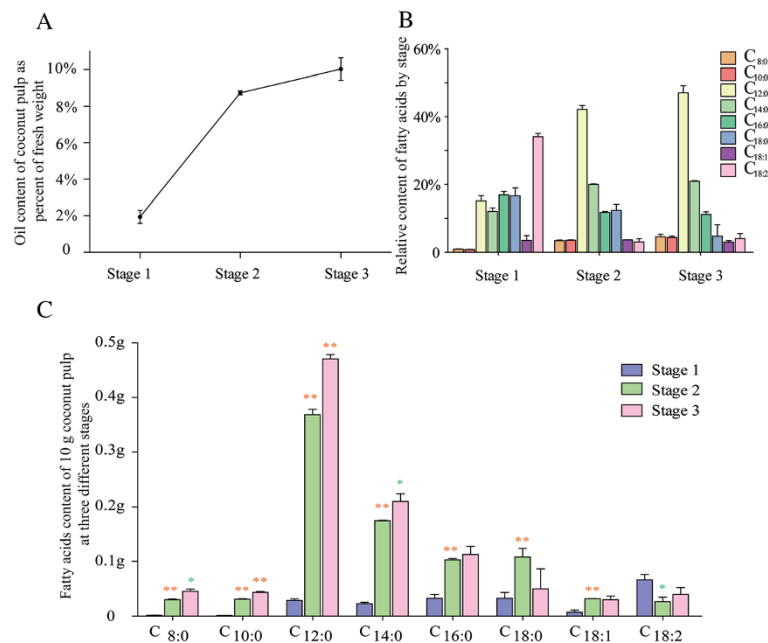 A
Oil content of coconut pulp as
percent of fresh weight
10%
8%
6%
4%
2%
0
Stage 1 Stage 2 Stage 3
B
Relative content of fatty acids by stage
60%
40%
20%
0
Stage 1 Stage 2 Stage 3
C8:0
C10:0
C12:0
C14:0
C16:0
C18:0
C18:1
C18:2
C
Fatty acids content of 10 g coconut pulp
at three different stages
0.5g
0.4g
0.3g
0.2g
0.1g
0
** * ** ** ** ** ** * ** ** ** *
Stage 1
Stage 2
Stage 3
C 8:0 C 10:0 C 12:0 C 14:0 C 16:0 C 18:0 C 18:1 C 18:2